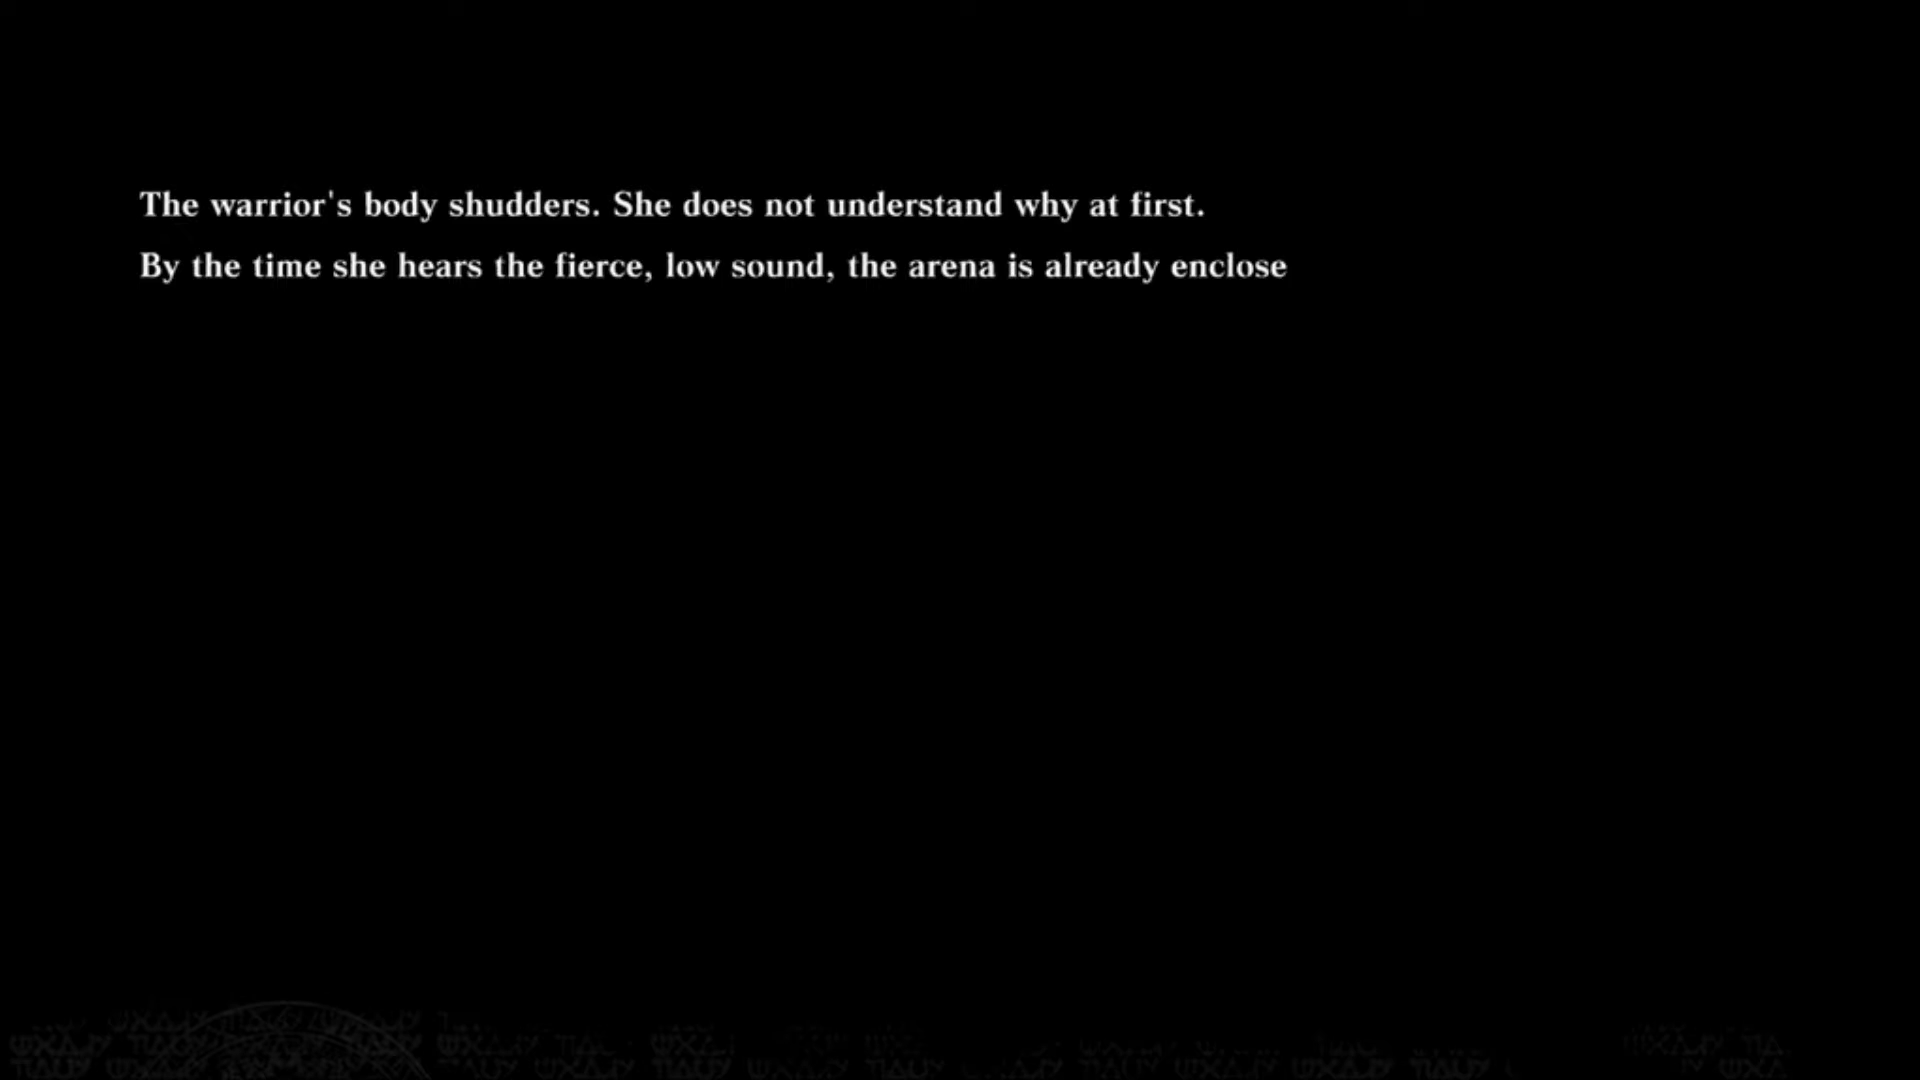 The warrior's body shudders. She does not understand why at first.
By the time she hears the fierce, low sound, the arena is already enclose